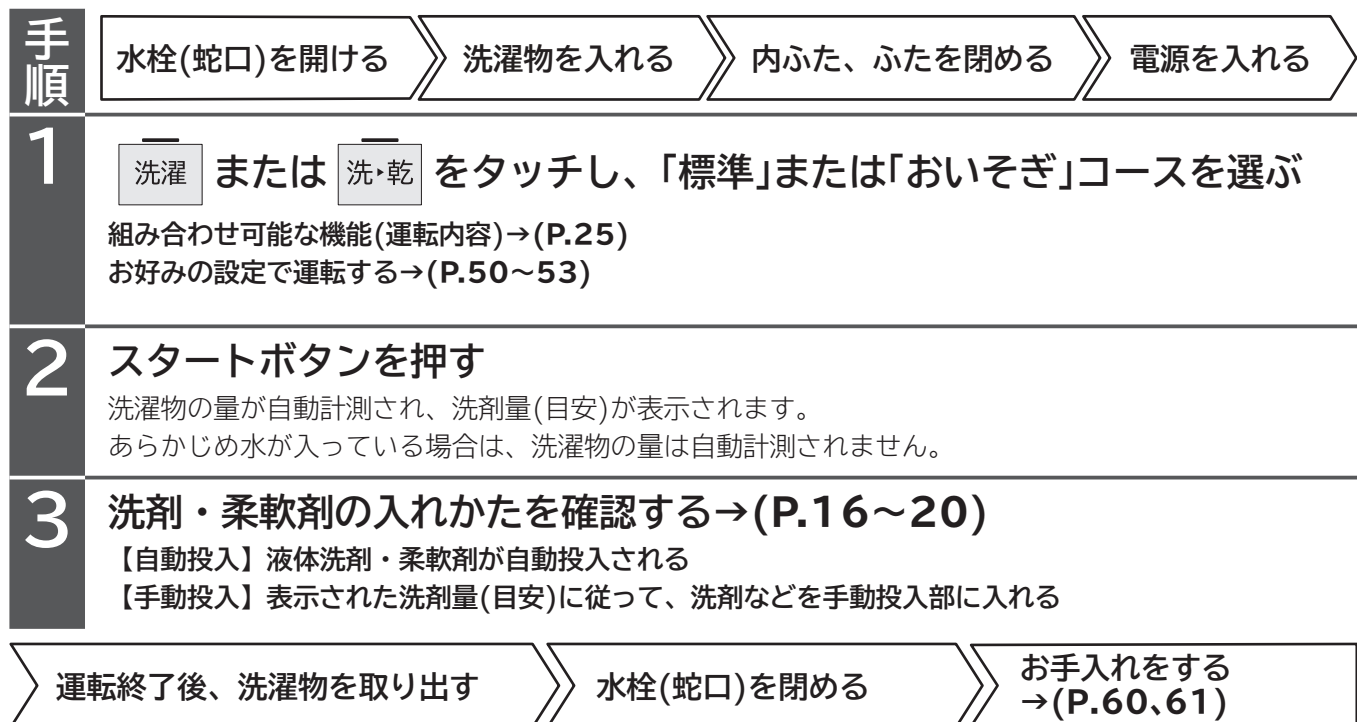 手順
水栓(蛇口)を開ける
洗濯物を入れる
内ふた、ふたを閉める
電源を入れる
1
洗濯 または 洗・乾 をタッチし、「標準」または「おいそぎ」コースを選ぶ
組み合わせ可能な機能(運転内容)→(P.25)
お好みの設定で運転する→(P.50～53)
2
スタートボタンを押す
洗濯物の量が自動計測され、洗剤量(目安)が表示されます。
あらかじめ水が入っている場合は、洗濯物の量は自動計測されません。
3
洗剤・柔軟剤の入れかたを確認する→(P.16～20)
【自動投入】液体洗剤・柔軟剤が自動投入される
【手動投入】表示された洗剤量(目安)に従って、洗剤などを手動投入部に入れる
運転終了後、洗濯物を取り出す
水栓(蛇口)を閉める
お手入れをする
→(P.60、61)